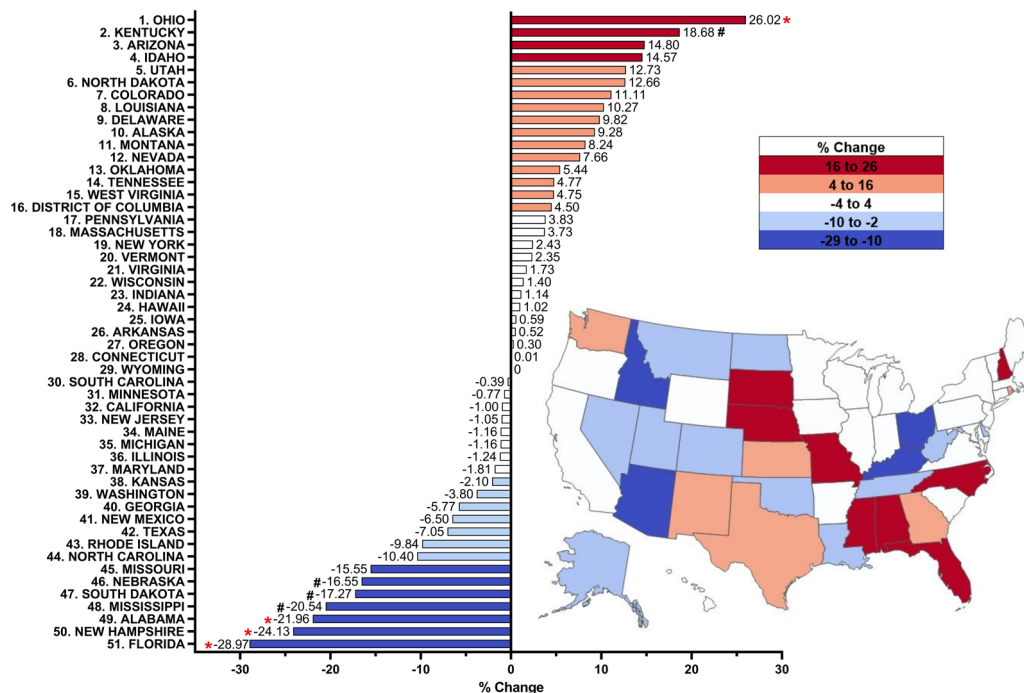 1. OHIO 26.02 *
2. KENTUCKY 18.68 #
3. ARIZONA 14.80
4. IDAHO 14.57
5. UTAH 12.73
6. NORTH DAKOTA 12.66
7. COLORADO 11.11
8. LOUISIANA 10.27
9. DELAWARE 9.82
10. ALASKA 9.28
11. MONTANA 8.24
12. NEVADA 7.66
13. OKLAHOMA 5.44
14. TENNESSEE 4.77
15. WEST VIRGINIA 4.75
16. DISTRICT OF COLUMBIA 4.50
17. PENNSYLVANIA 3.83
18. MASSACHUSETTS 3.73
19. NEW YORK 2.43
20. VERMONT 2.35
21. VIRGINIA 1.73
22. WISCONSIN 1.40
23. INDIANA 1.14
24. HAWAII 1.02
25. IOWA 0.59
26. ARKANSAS 0.52
27. OREGON 0.30
28. CONNECTICUT 0.01
29. WYOMING 0
30. SOUTH CAROLINA -0.39
31. MINNESOTA -0.77
32. CALIFORNIA -1.00
33. NEW JERSEY -1.05
34. MAINE -1.16
35. MICHIGAN -1.16
36. ILLINOIS -1.24
37. MARYLAND -1.81
38. KANSAS -2.10
39. WASHINGTON -3.80
40. GEORGIA -5.77
41. NEW MEXICO -6.50
42. TEXAS -7.05
43. RHODE ISLAND -9.84
44. NORTH CAROLINA -10.40
45. MISSOURI -15.55
46. NEBRASKA # -16.55
47. SOUTH DAKOTA # -17.27
48. MISSISSIPPI # -20.54
49. ALABAMA * -21.96
50. NEW HAMPSHIRE * -24.13
51. FLORIDA * -28.97
-30 -20 -10 0 10 20 30
% Change
% Change
16 to 26
4 to 16
-4 to 4
-10 to -2
-29 to -10